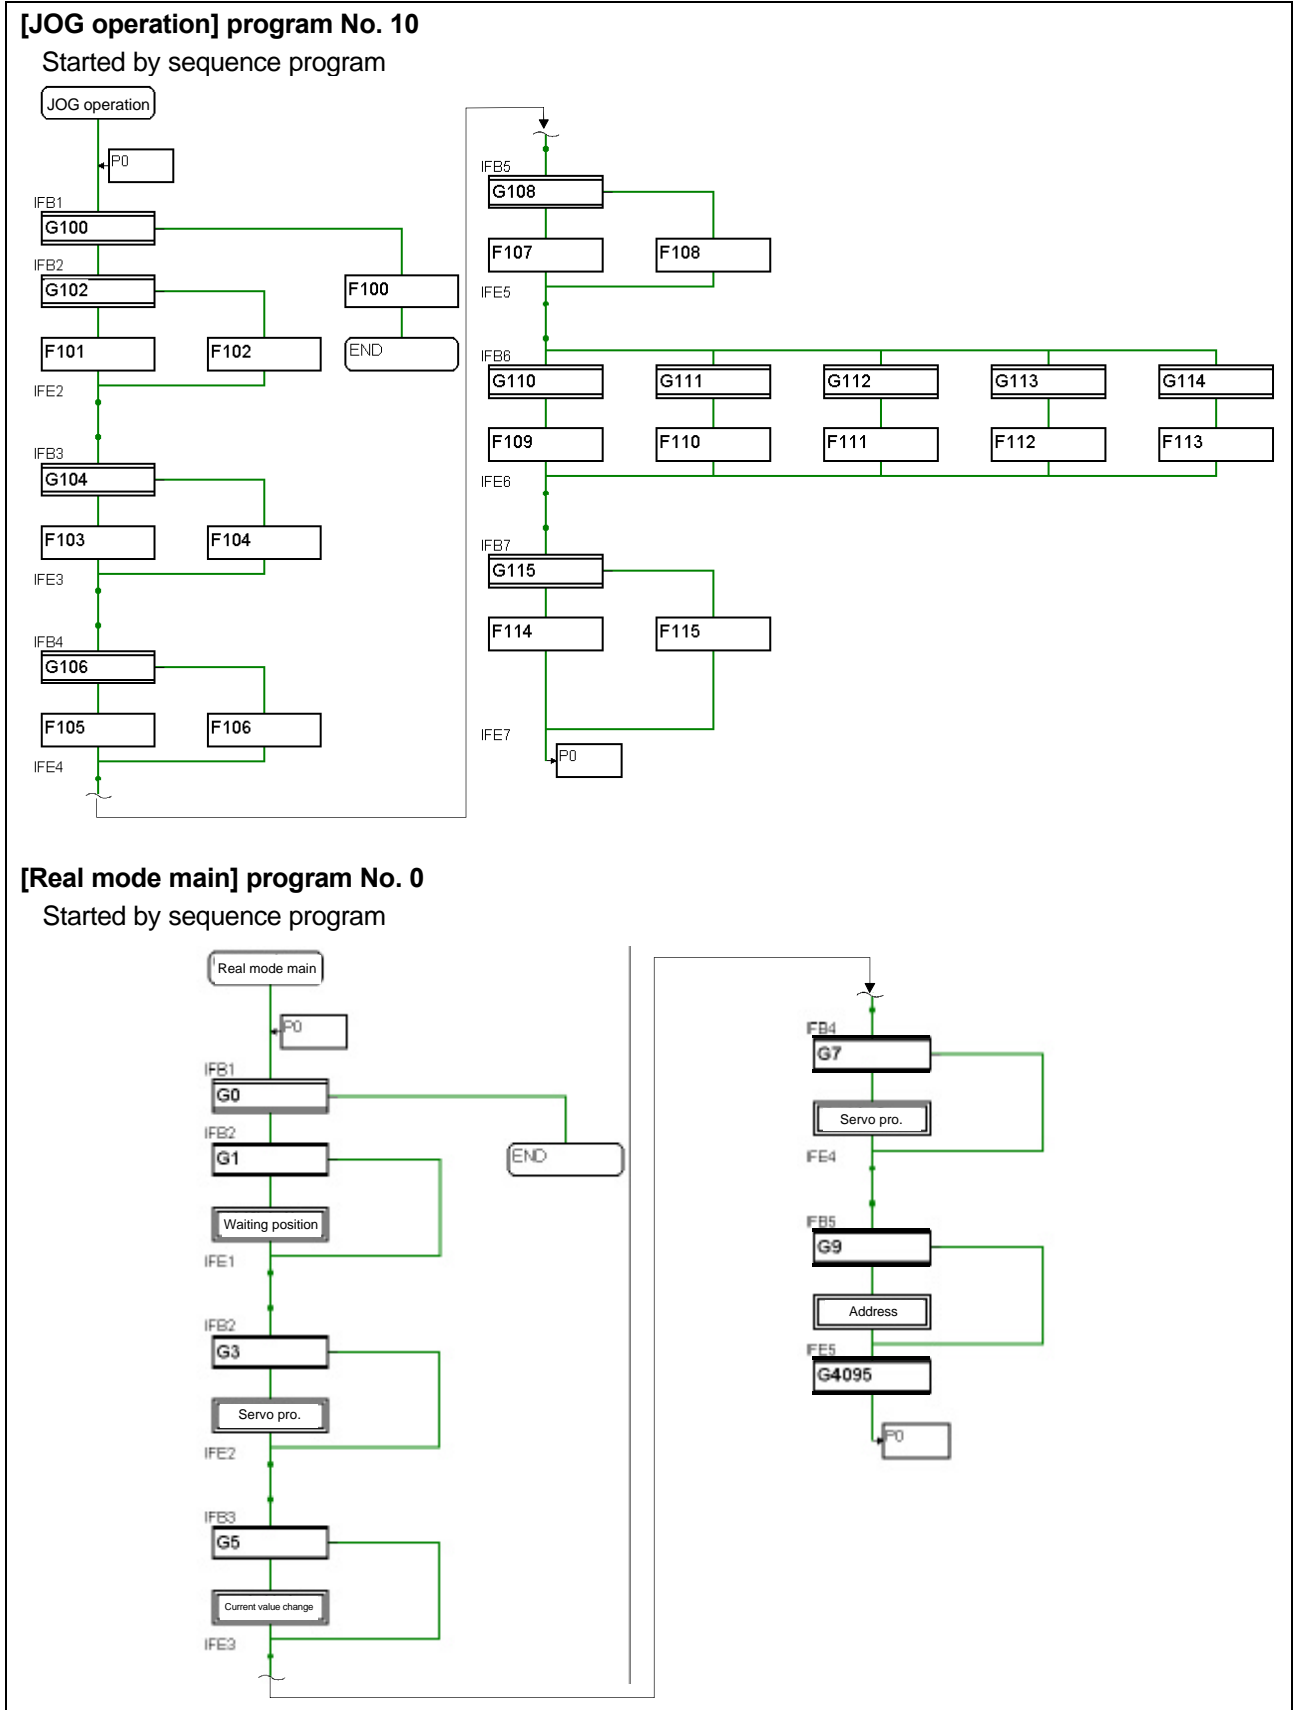 [JOG operation] program No. 10
Started by sequence program
JOG operation
P0
IFB1
G100
IFB2
G102
F100
F101
F102
END
IFE2
IFB3
G104
F103
F104
IFE3
IFB4
G106
F105
F106
IFE4
IFB5
G108
F107
F108
IFE5
IFB6
G110
G111
G112
G113
G114
F109
F110
F111
F112
F113
IFE6
IFB7
G115
F114
F115
IFE7
P0
[Real mode main] program No. 0
Started by sequence program
Real mode main
P0
IFB1
G0
IFB2
G1
END
Waiting position
IFE1
IFB2
G3
Servo pro.
IFE2
IFB3
G5
Current value change
IFE3
IFB4
G7
Servo pro.
IFE4
IFB5
G9
Address
IFE5
G4095
P0